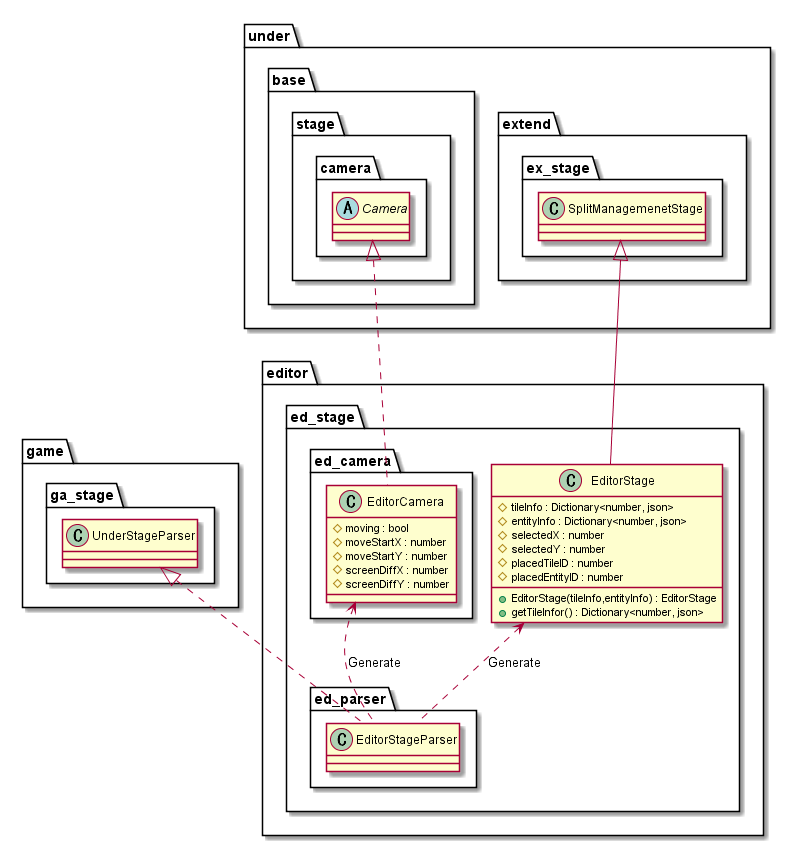 under
base
stage
camera
A Camera
extend
ex_stage
C SplitManagemenetStage
editor
ed_stage
ed_camera
C EditorCamera
moving : bool
moveStartX : number
moveStartY : number
screenDiffX : number
screenDiffY : number
C EditorStage
tileInfo : Dictionary<number, json>
entityInfo : Dictionary<number, json>
selectedX : number
selectedY : number
placedTileID : number
placedEntityID : number
EditorStage(tileInfo,entityInfo) : EditorStage
getTileInfor() : Dictionary<number, json>
game
ga_stage
C UnderStageParser
Generate
Generate
ed_parser
C EditorStageParser